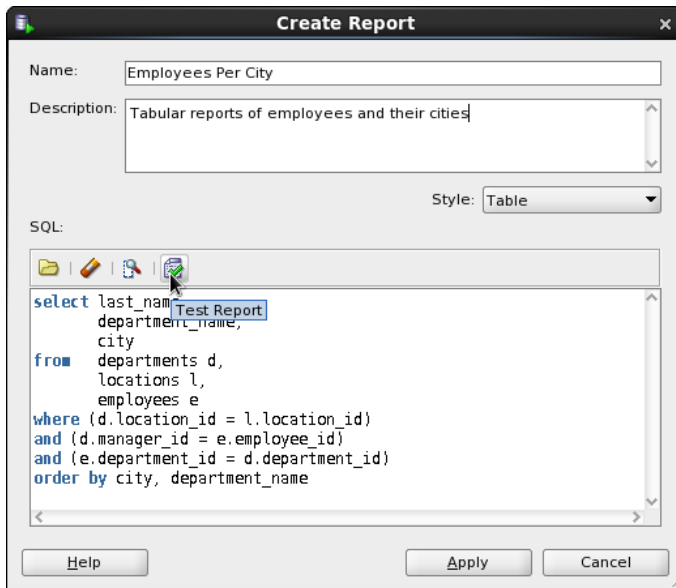 Create Report
Name: Employees Per City
Description: Tabular reports of employees and their cities
Style: Table
SQL:
select last_name
Test Report
department_name,
city
from departments d,
locations l,
employees e
where (d.location_id = l.location_id)
and (d.manager_id = e.employee_id)
and (e.department_id = d.department_id)
order by city, department_name
Help Apply Cancel